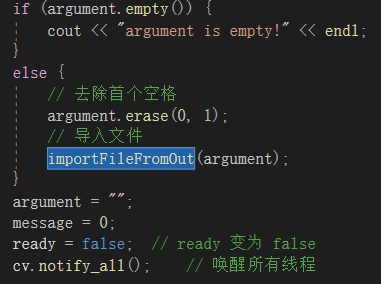 if (argument.empty()) {
cout << "argument is empty!" << endl;
}
else {
// 去除首个空格
argument.erase(0, 1);
// 导入文件
importFileFromOut(argument);
}
argument = "";
message = 0;
ready = false;  // ready 变为 false
cv.notify_all();    // 唤醒所有线程